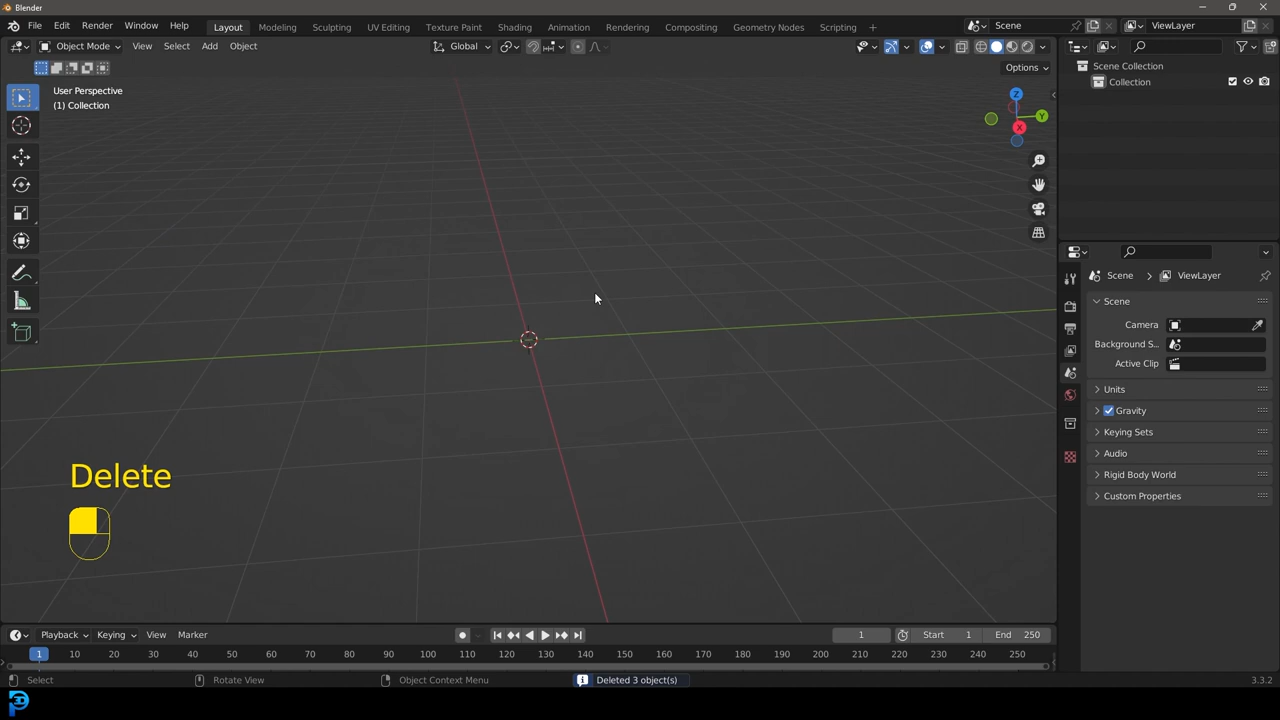 Blender
File Edit Render Window Help Layout Modeling Sculpting UV Editing Texture Paint Shading Animation Rendering Compositing Geometry Nodes Scripting + Scene ViewLayer
Object Mode View Select Add Object Global
Options
User Perspective
(1) Collection
Z
Y
X
Scene Collection
Collection
Scene ViewLayer
Scene
Camera
Background S...
Active Clip
Units
Gravity
Keying Sets
Audio
Rigid Body World
Custom Properties
Delete
Playback Keying View Marker 1 Start 1 End 250
1 10 20 30 40 50 60 70 80 90 100 110 120 130 140 150 160 170 180 190 200 210 220 230 240 250
Select Rotate View Object Context Menu Deleted 3 object(s) 3.3.2